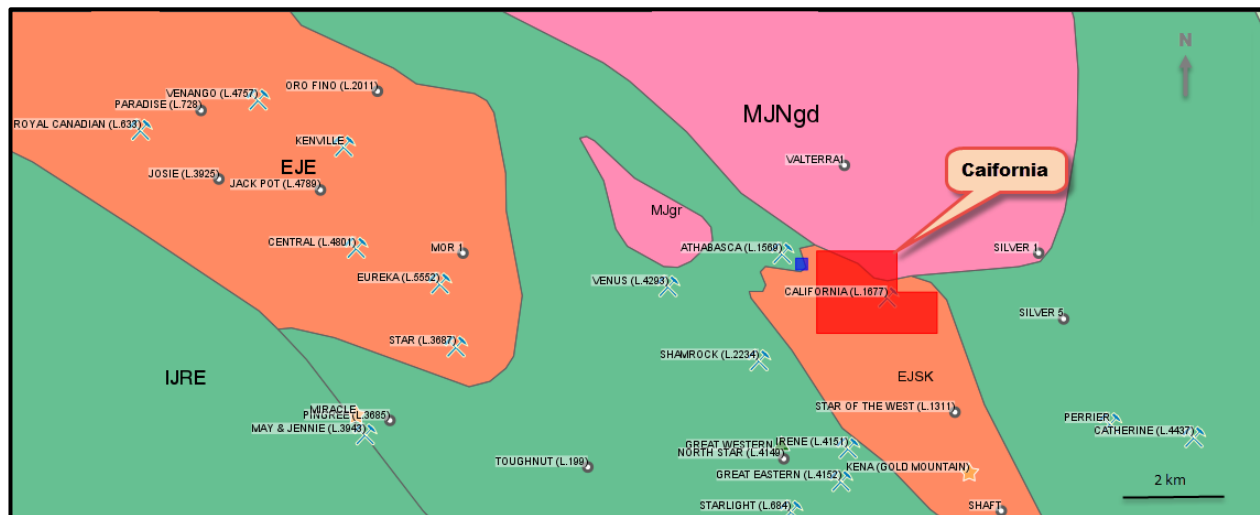 N
ORO FINO (L.2011)
VENANGO (L.4757)
PARADISE (L.728)
ROYAL CANADIAN (L.633)
MJNgd
KENVILLE
EJE
VALTERRA1
Caifornia
JOSIE (L.3925)
JACK POT (L.4789)
MJgr
CENTRAL (L.4801)
MOR 1
ATHABASCA (L.1569)
SILVER 1
EUREKA (L.5552)
VENUS (L.4293)
CALIFORNIA (L.1677)
SILVER 5
STAR (L.3687)
SHAMROCK (L.2234)
IJRE
EJSK
MIRACLE
PINGREE (L.3685)
MAY & JENNIE (L.3943)
STAR OF THE WEST (L.1311)
PERRIER
CATHERINE (L.4437)
GREAT WESTERN
IRENE (L.4151)
NORTH STAR (L.4149)
TOUGHNUT (L.199)
KENA (GOLD MOUNTAIN)
GREAT EASTERN (L.4152)
2 km
STARLIGHT (L.684)
SHAFT